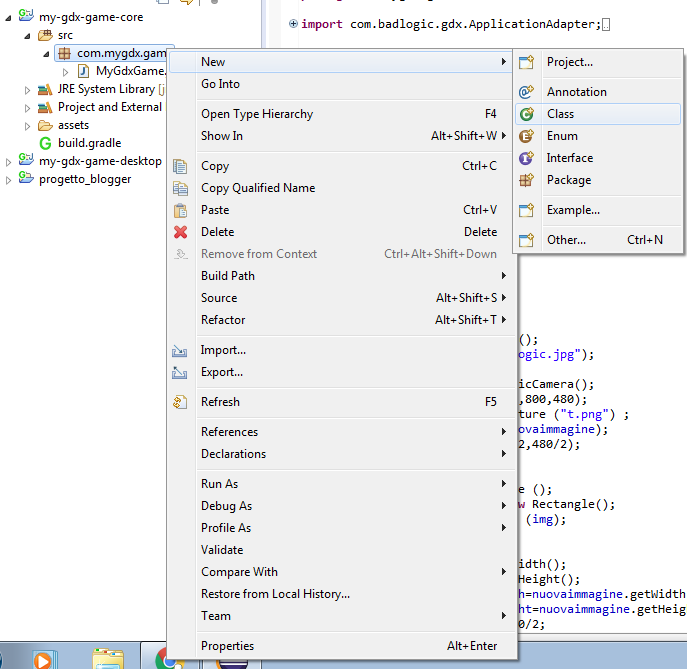 my-gdx-game-core
import com.badlogic.gdx.ApplicationAdapter;
src
com.mygdx.gam
MyGdxGame.
JRE System Library [
Project and External
assets
build.gradle
my-gdx-game-desktop
progetto_blogger
New
Go Into
Open Type Hierarchy F4
Show In Alt+Shift+W
Copy Ctrl+C
Copy Qualified Name
Paste Ctrl+V
Delete Delete
Remove from Context Ctrl+Alt+Shift+Down
Build Path
Source Alt+Shift+S
Refactor Alt+Shift+T
Import...
Export...
Refresh F5
References
Declarations
Run As
Debug As
Profile As
Validate
Compare With
Restore from Local History...
Team
Properties Alt+Enter
Project...
Annotation
Class
Enum
Interface
Package
Example...
Other... Ctrl+N
();
ogic.jpg");
icCamera();
,800,480);
ture ("t.png") ;
ovaimmagine);
2,480/2);
e ();
w Rectangle();
(img);
idth();
Height();
h=nuovaimmagine.getWidth
ht=nuovaimmagine.getHeig
0/2;